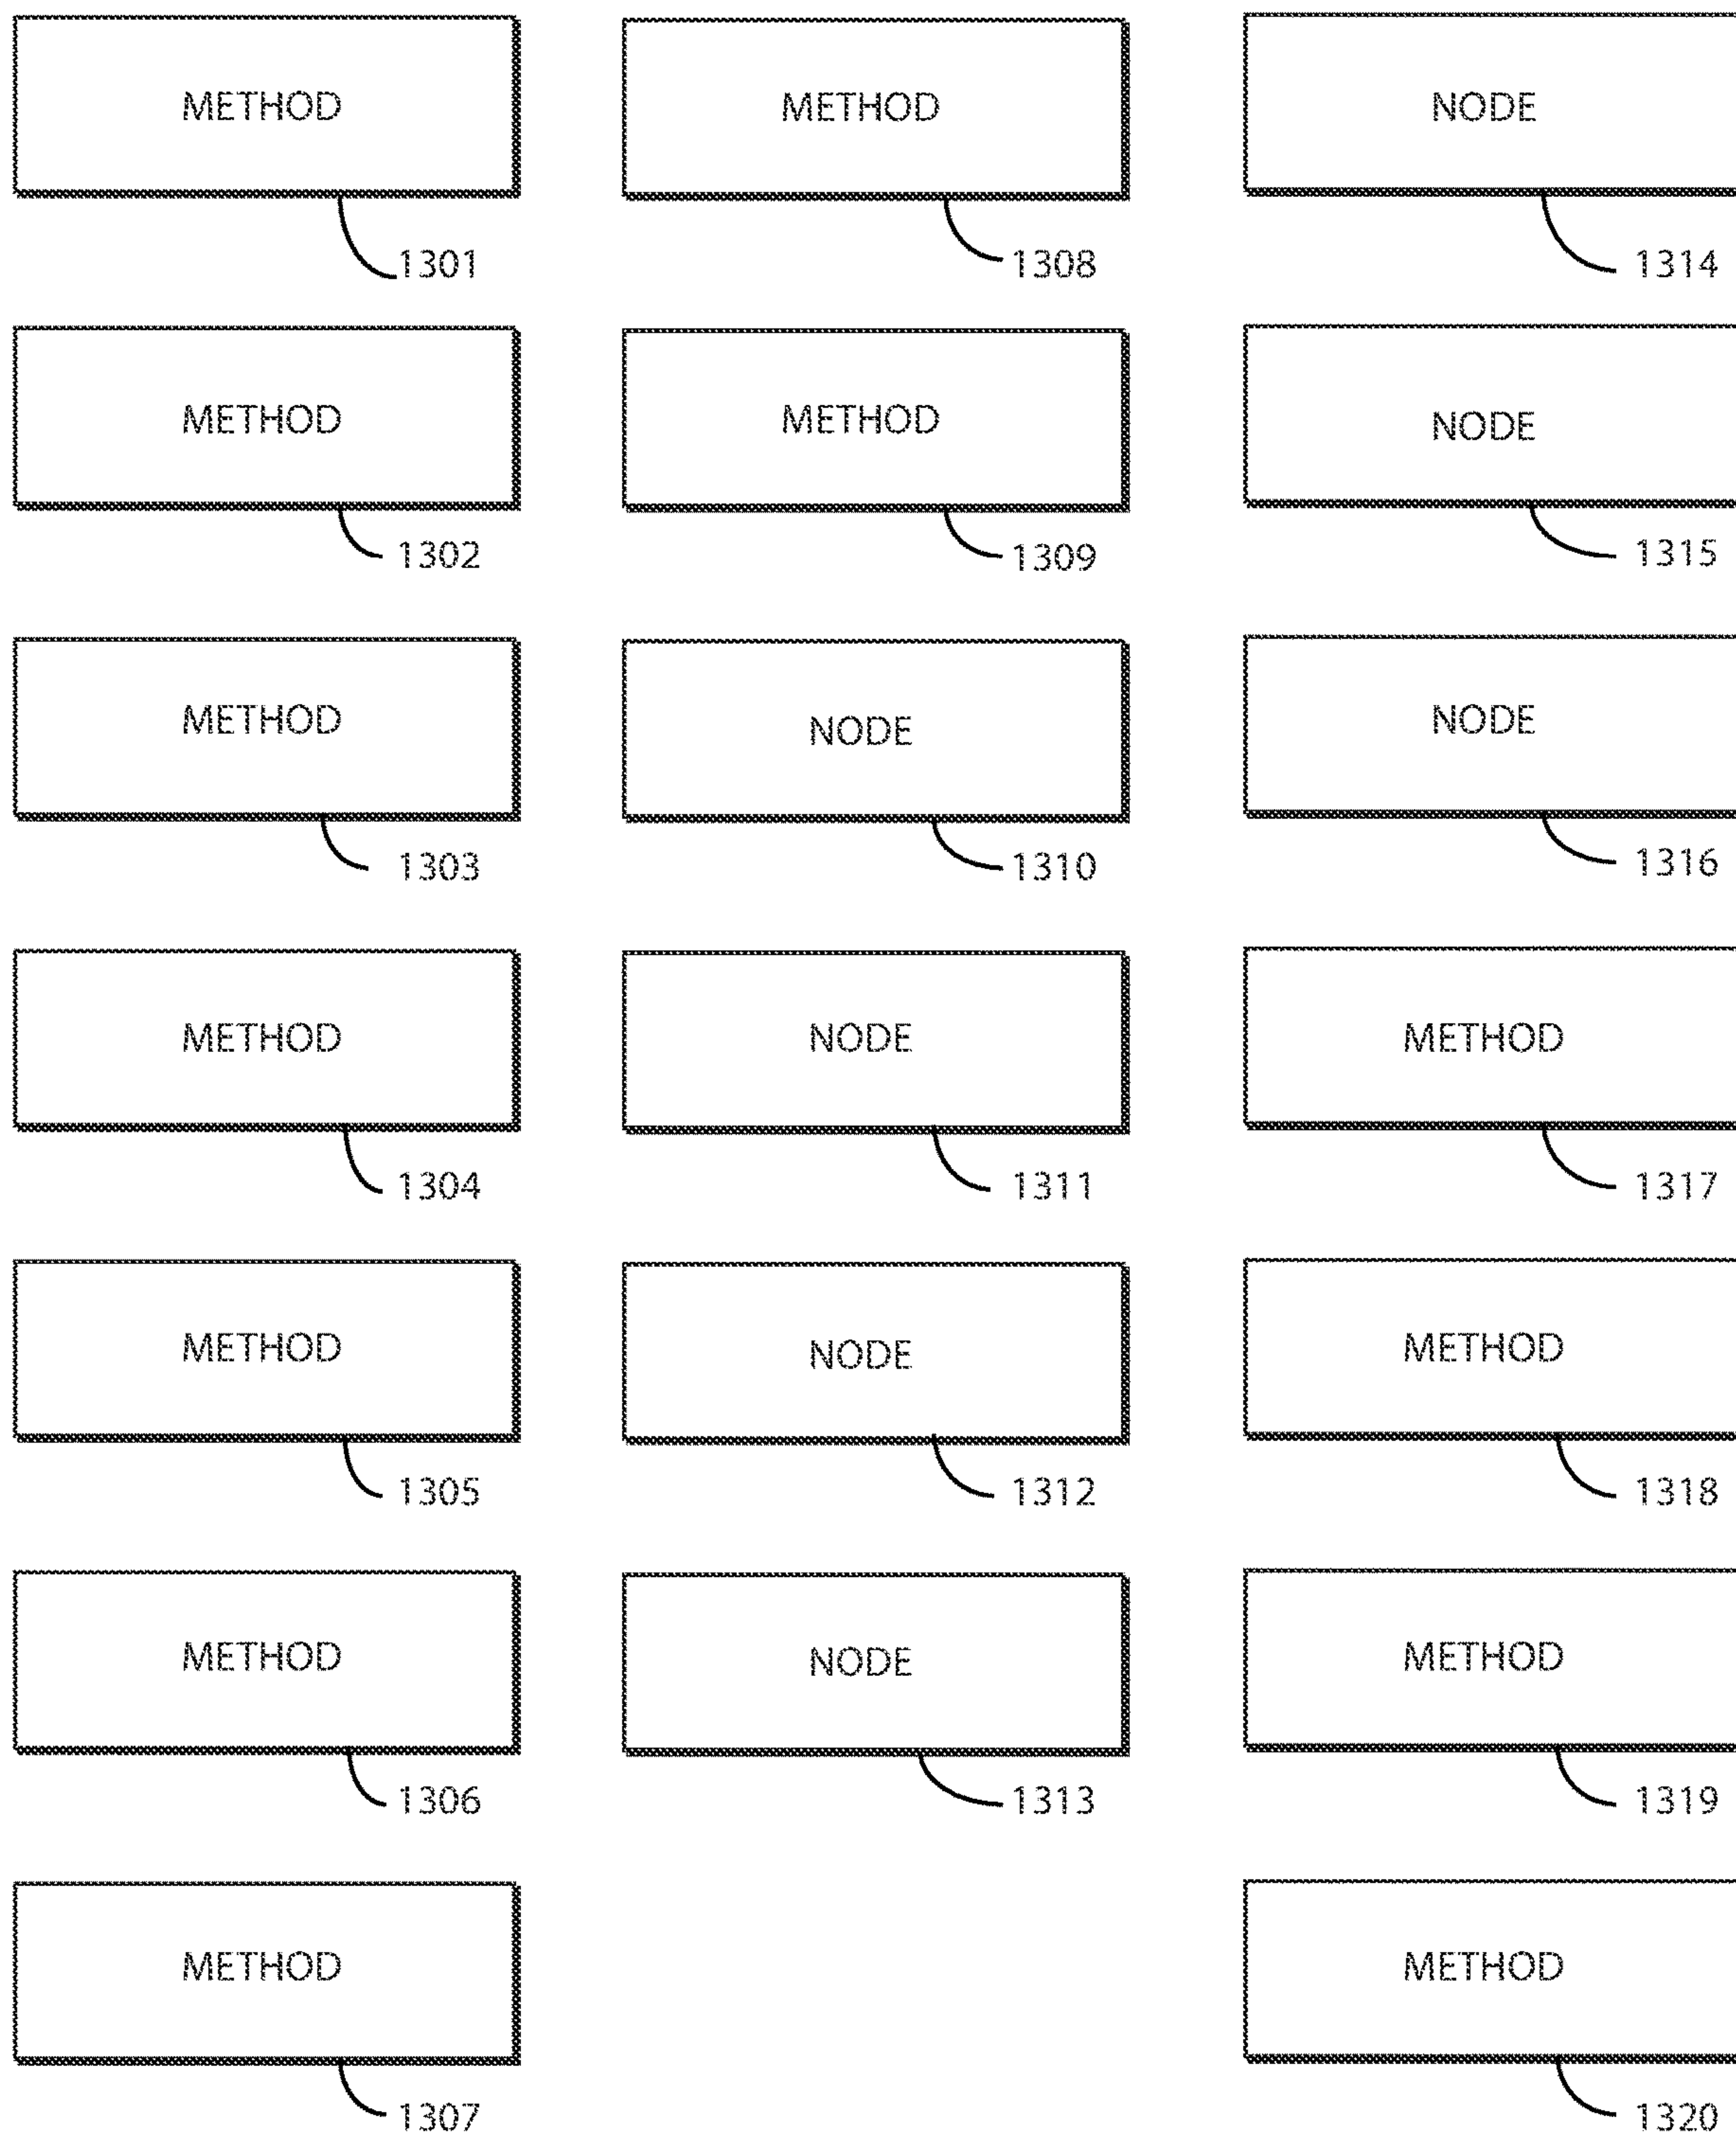 METHOD
1301
METHOD
1302
METHOD
1303
METHOD
1304
METHOD
1305
METHOD
1306
METHOD
1307
METHOD
1308
METHOD
1309
NODE
1310
NODE
1311
NODE
1312
NODE
1313
NODE
1314
NODE
1315
NODE
1316
METHOD
1317
METHOD
1318
METHOD
1319
METHOD
1320